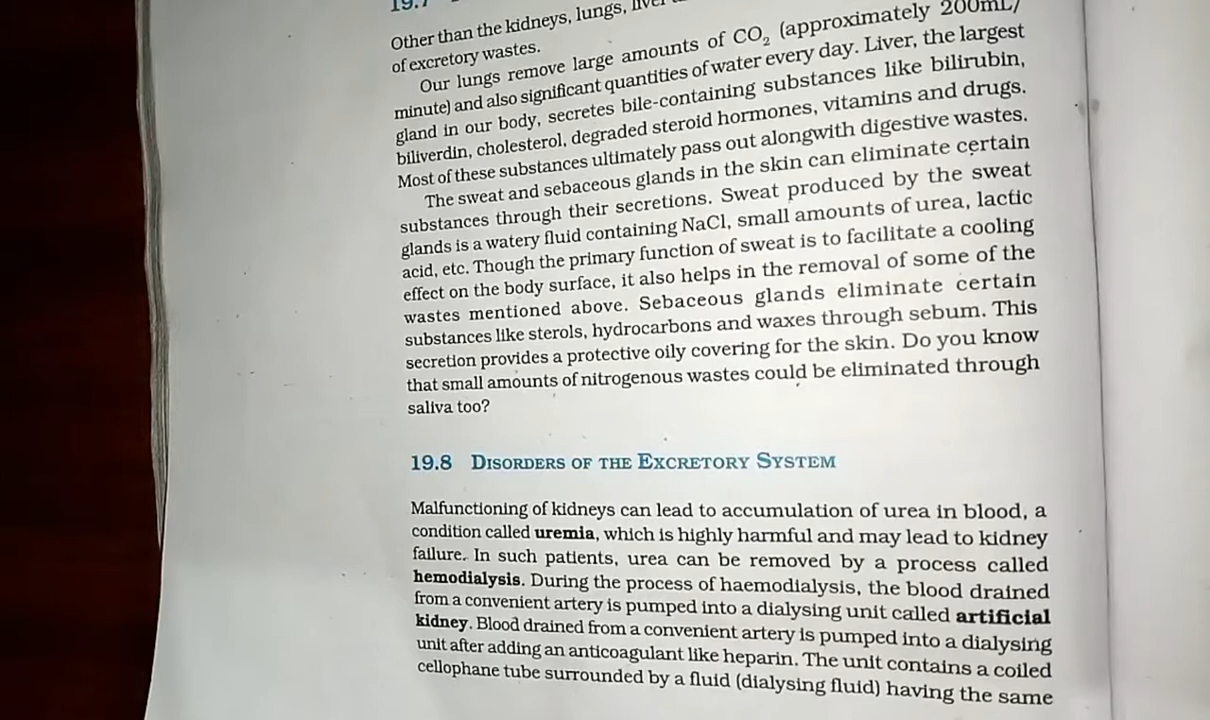 19.7
Other than the kidneys, lungs, liver
of excretory wastes.
Our lungs remove large amounts of CO₂ (approximately 200mL/
minute) and also significant quantities of water every day. Liver, the largest
gland in our body, secretes bile-containing substances like bilirubin,
biliverdin, cholesterol, degraded steroid hormones, vitamins and drugs.
Most of these substances ultimately pass out alongwith digestive wastes.
The sweat and sebaceous glands in the skin can eliminate certain
substances through their secretions. Sweat produced by the sweat
glands is a watery fluid containing NaCl, small amounts of urea, lactic
acid, etc. Though the primary function of sweat is to facilitate a cooling
effect on the body surface, it also helps in the removal of some of the
wastes mentioned above. Sebaceous glands eliminate certain
substances like sterols, hydrocarbons and waxes through sebum. This
secretion provides a protective oily covering for the skin. Do you know
that small amounts of nitrogenous wastes could be eliminated through
saliva too?
19.8 DISORDERS OF THE EXCRETORY SYSTEM
Malfunctioning of kidneys can lead to accumulation of urea in blood, a
condition called uremia, which is highly harmful and may lead to kidney
failure. In such patients, urea can be removed by a process called
hemodialysis. During the process of haemodialysis, the blood drained
from a convenient artery is pumped into a dialysing unit called artificial
kidney. Blood drained from a convenient artery is pumped into a dialysing
unit after adding an anticoagulant like heparin. The unit contains a coiled
cellophane tube surrounded by a fluid (dialysing fluid) having the same